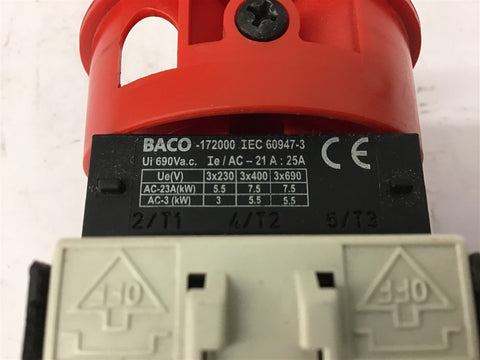 BACO -172000 IEC 60947-3
Ui 690Va.c. Ie / AC - 21 A : 25A
CE
Ue(V) 3x230 3x400 3x690
AC-23A(kW) 5.5 7.5 7.5
AC-3 (kW) 3 5.5 5.5
2/T1 4/T2 6/T3
OFF OFF